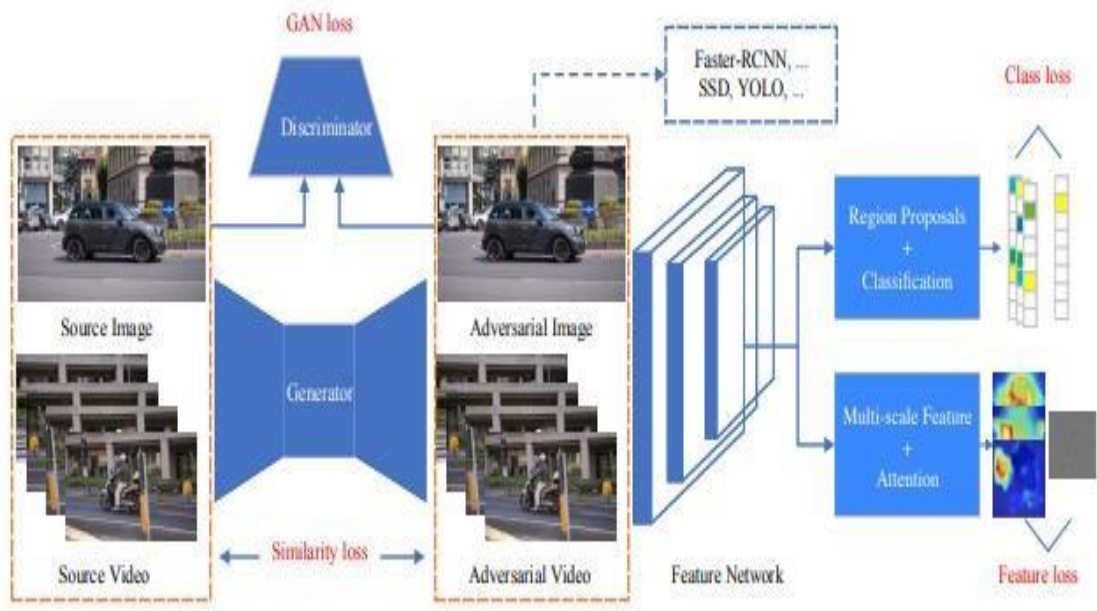 GAN loss
Discriminator
Faster-RCNN, ...
SSD, YOLO, ...
Class loss
Source Image
Adversarial Image
Generator
Region Proposals
+
Classification
Multi-scale Feature
+
Attention
Similarity loss
Source Video
Adversarial Video
Feature Network
Feature loss